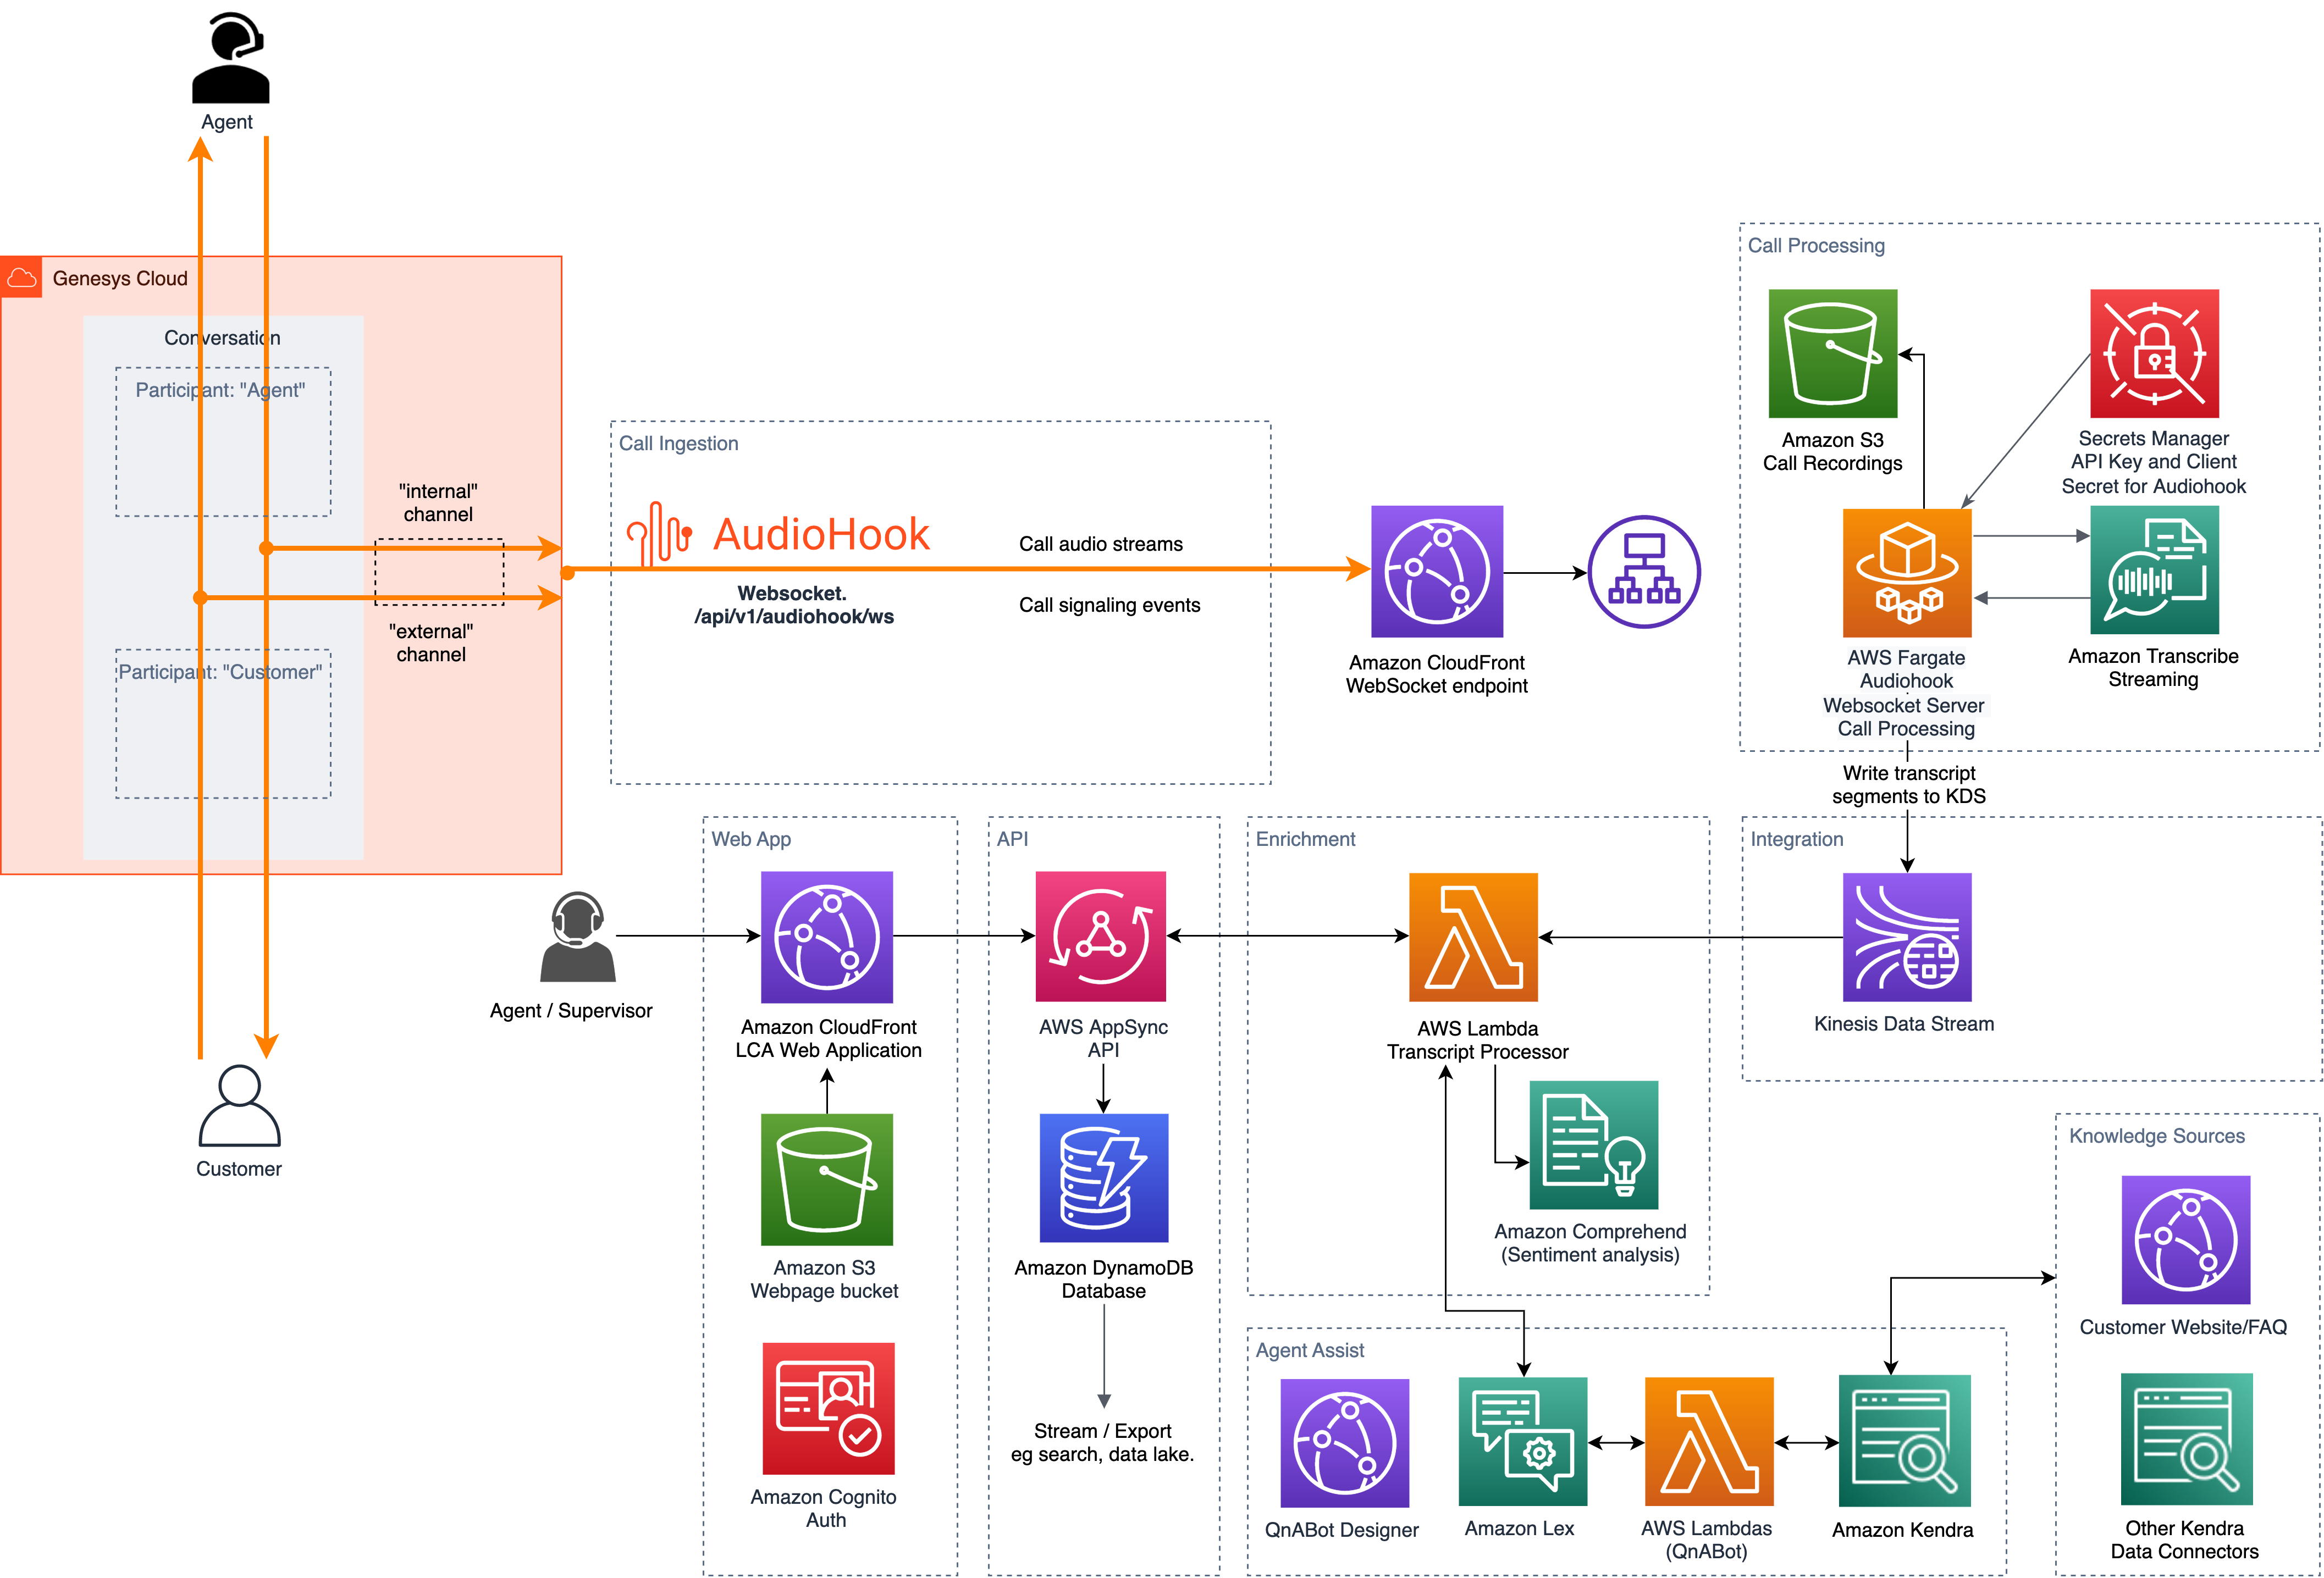 Agent
Genesys Cloud
Conversation
Participant: "Agent"
"internal"
channel
"external"
channel
Participant: "Customer"
Customer
Call Ingestion
AudioHook
Websocket.
/api/v1/audiohook/ws
Call audio streams
Call signaling events
Amazon CloudFront
WebSocket endpoint
Call Processing
Amazon S3
Call Recordings
Secrets Manager
API Key and Client
Secret for Audiohook
AWS Fargate
Audiohook
Websocket Server
Call Processing
Amazon Transcribe
Streaming
Write transcript
segments to KDS
Agent / Supervisor
Web App
Amazon CloudFront
LCA Web Application
Amazon S3
Webpage bucket
Amazon Cognito
Auth
API
AWS AppSync
API
Amazon DynamoDB
Database
Stream / Export
eg search, data lake.
Enrichment
AWS Lambda
Transcript Processor
Amazon Comprehend
(Sentiment analysis)
Integration
Kinesis Data Stream
Agent Assist
QnABot Designer
Amazon Lex
AWS Lambdas
(QnABot)
Amazon Kendra
Knowledge Sources
Customer Website/FAQ
Other Kendra
Data Connectors